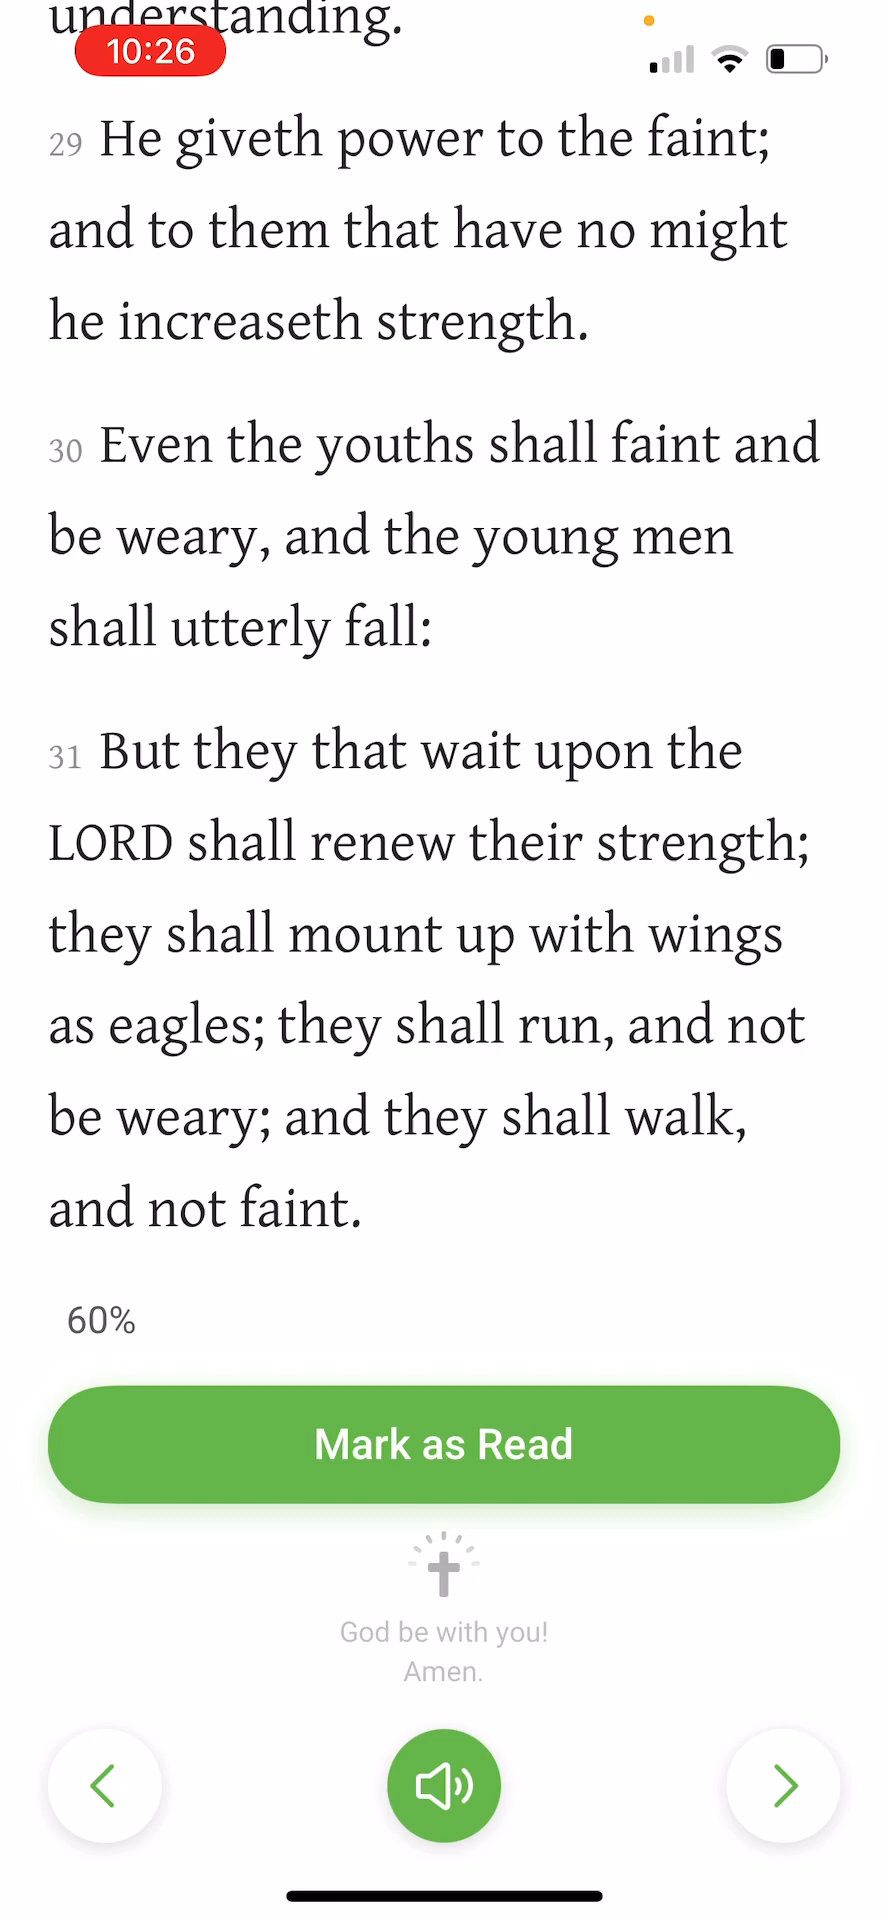 understanding.
10:26
29 He giveth power to the faint;
and to them that have no might
he increaseth strength.
30 Even the youths shall faint and
be weary, and the young men
shall utterly fall:
31 But they that wait upon the
LORD shall renew their strength;
they shall mount up with wings
as eagles; they shall run, and not
be weary; and they shall walk,
and not faint.
60%
Mark as Read
God be with you!
Amen.